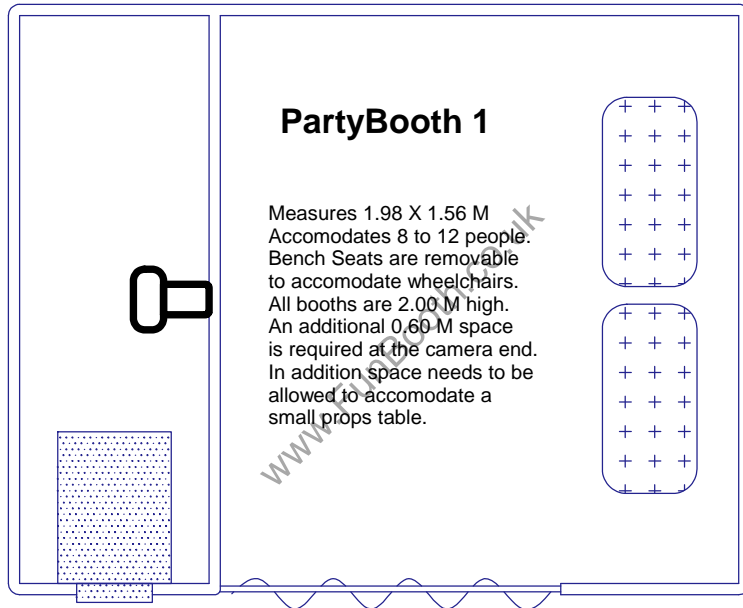 PartyBooth 1
Measures 1.98 X 1.56 M
Accomodates 8 to 12 people.
Bench Seats are removable
to accomodate wheelchairs.
All booths are 2.00 M high.
An additional 0.60 M space
is required at the camera end.
In addition space needs to be
allowed to accomodate a
small props table.
www.FunBooth.co.uk